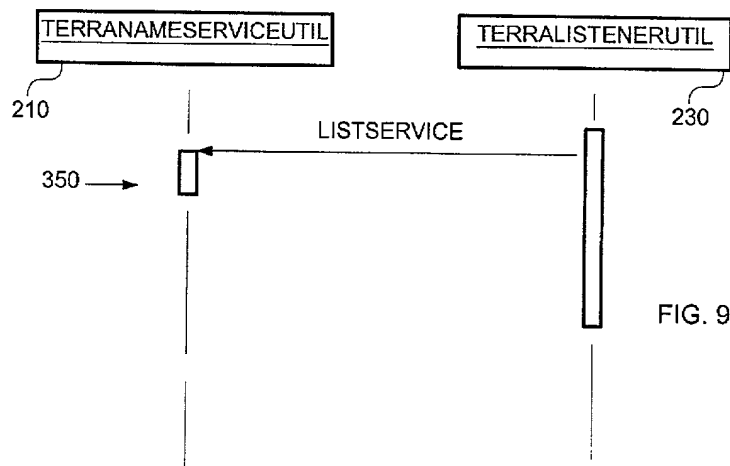 TERRANAMESERVICEUTIL
TERRALISTENERUTIL
210
230
LISTSERVICE
350
FIG. 9